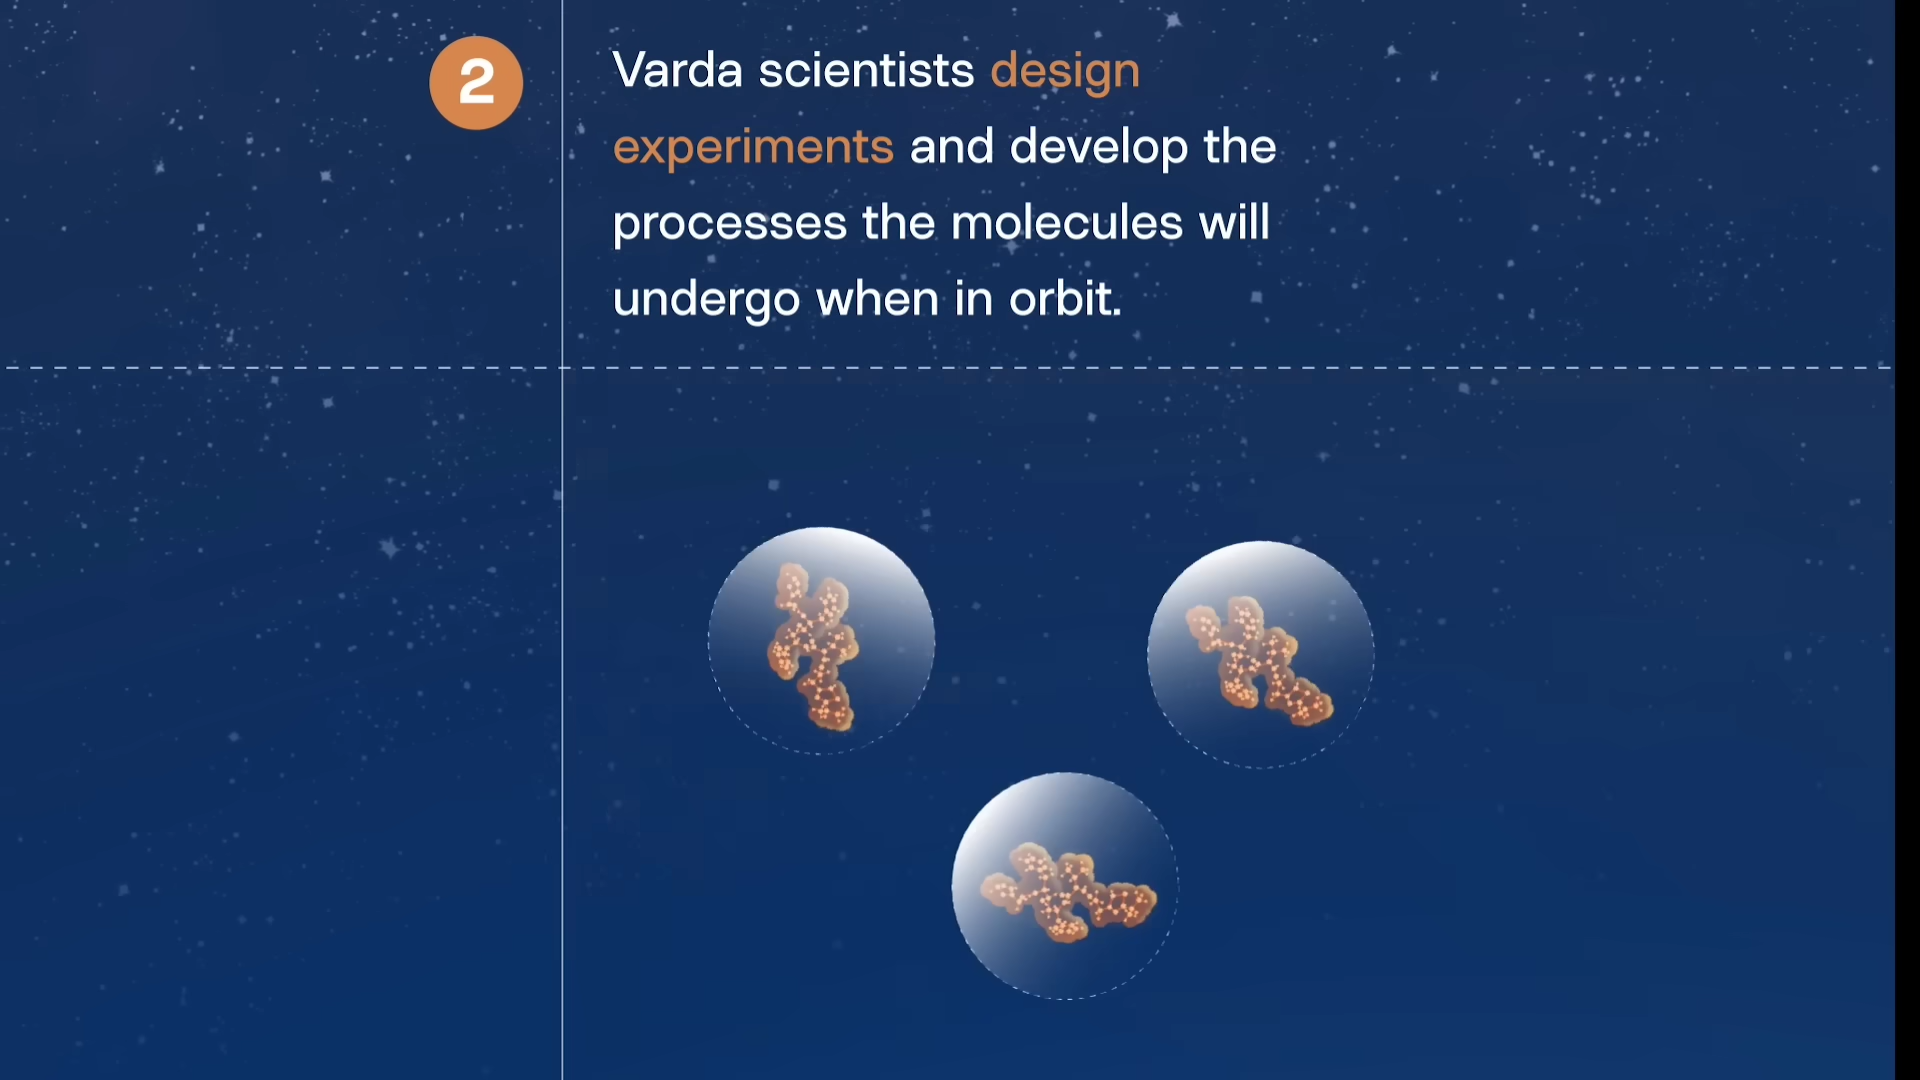 2
Varda scientists design
experiments and develop the
processes the molecules will
undergo when in orbit.